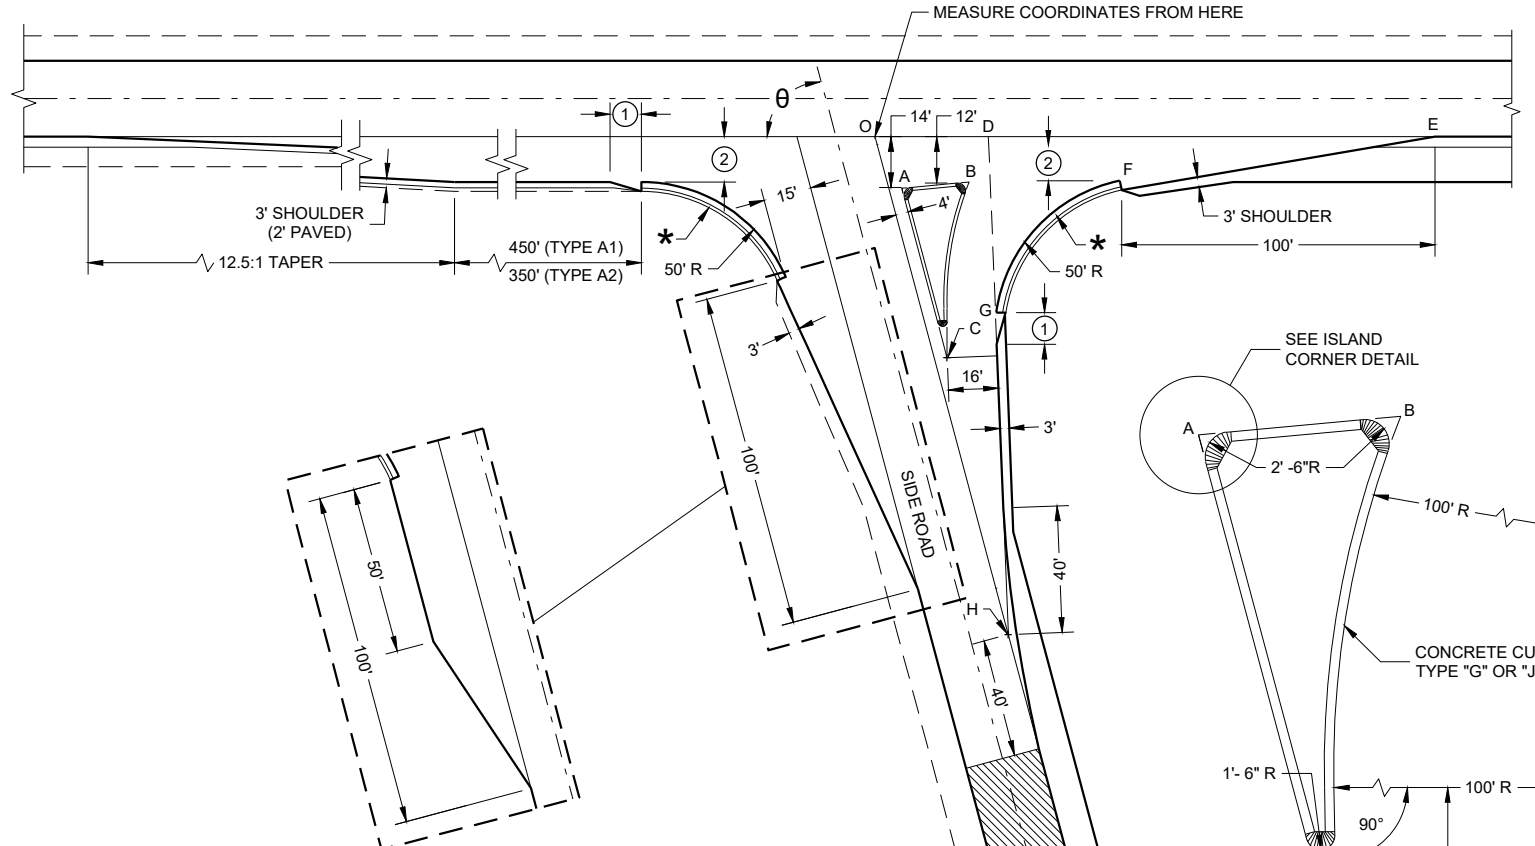 MEASURE COORDINATES FROM HERE
θ
14'
12'
1
O
D
E
2
2
A
B
F
15'
4'
3' SHOULDER
(2' PAVED)
*
*
3' SHOULDER
450' (TYPE A1)
100'
12.5:1 TAPER
350' (TYPE A2)
50' R
50' R
G
1
C
3'
SEE ISLAND
CORNER DETAIL
16'
A
B
3'
100'
2' -6"R
SIDE ROAD
100' R
50'
40'
H
100'
40'
CONCRETE CU
TYPE "G" OR "J
1'- 6" R
100' R
90°